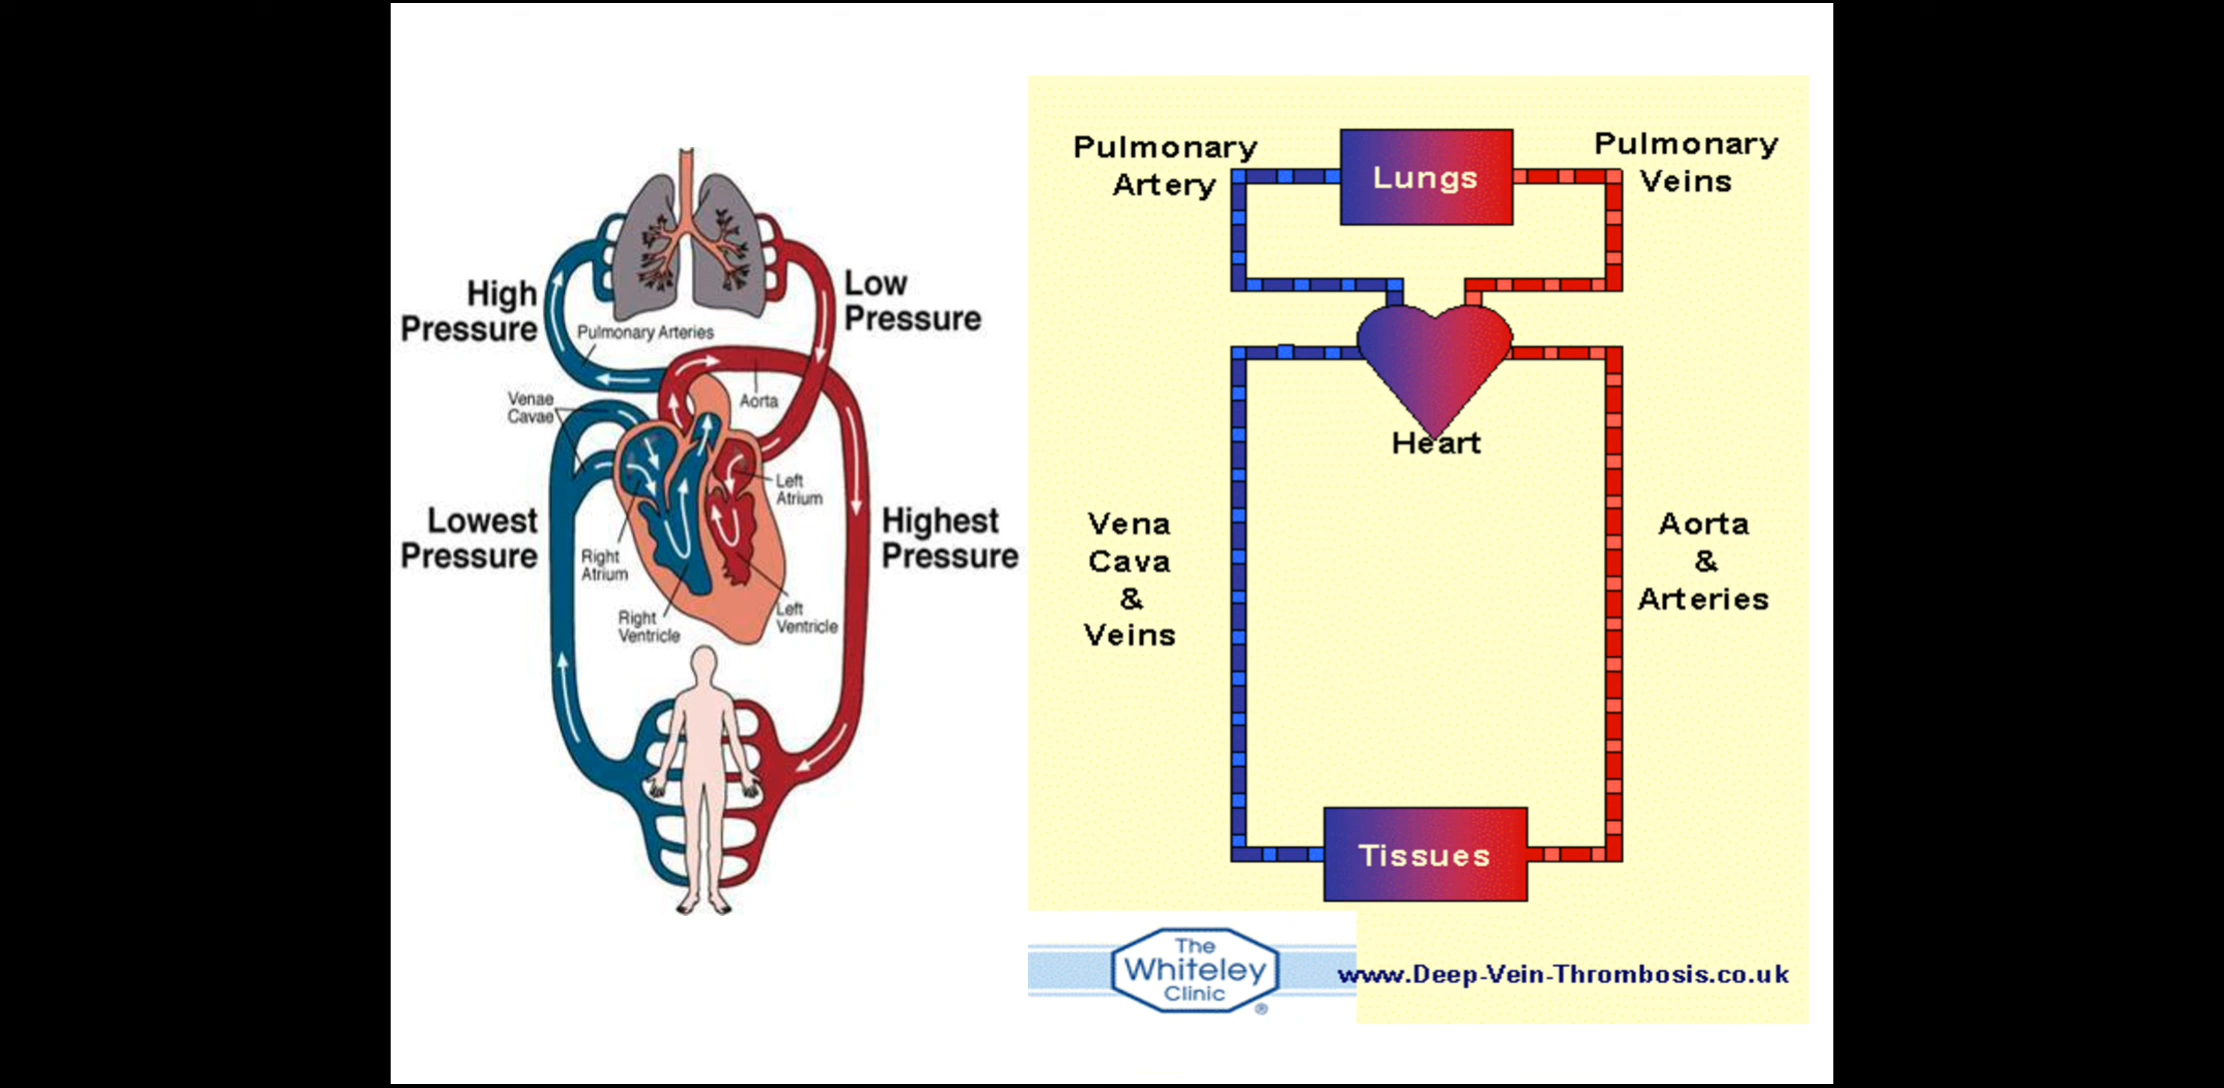 High
Pressure
Low
Pressure
Pulmonary Arteries
Venae
Cavae
Aorta
Left
Atrium
Lowest
Pressure
Highest
Pressure
Right
Atrium
Right
Ventricle
Left
Ventricle
Pulmonary
Artery
Lungs
Pulmonary
Veins
Heart
Vena
Cava
&
Veins
Aorta
&
Arteries
Tissues
The
Whiteley
Clinic
®
www.Deep-Vein-Thrombosis.co.uk